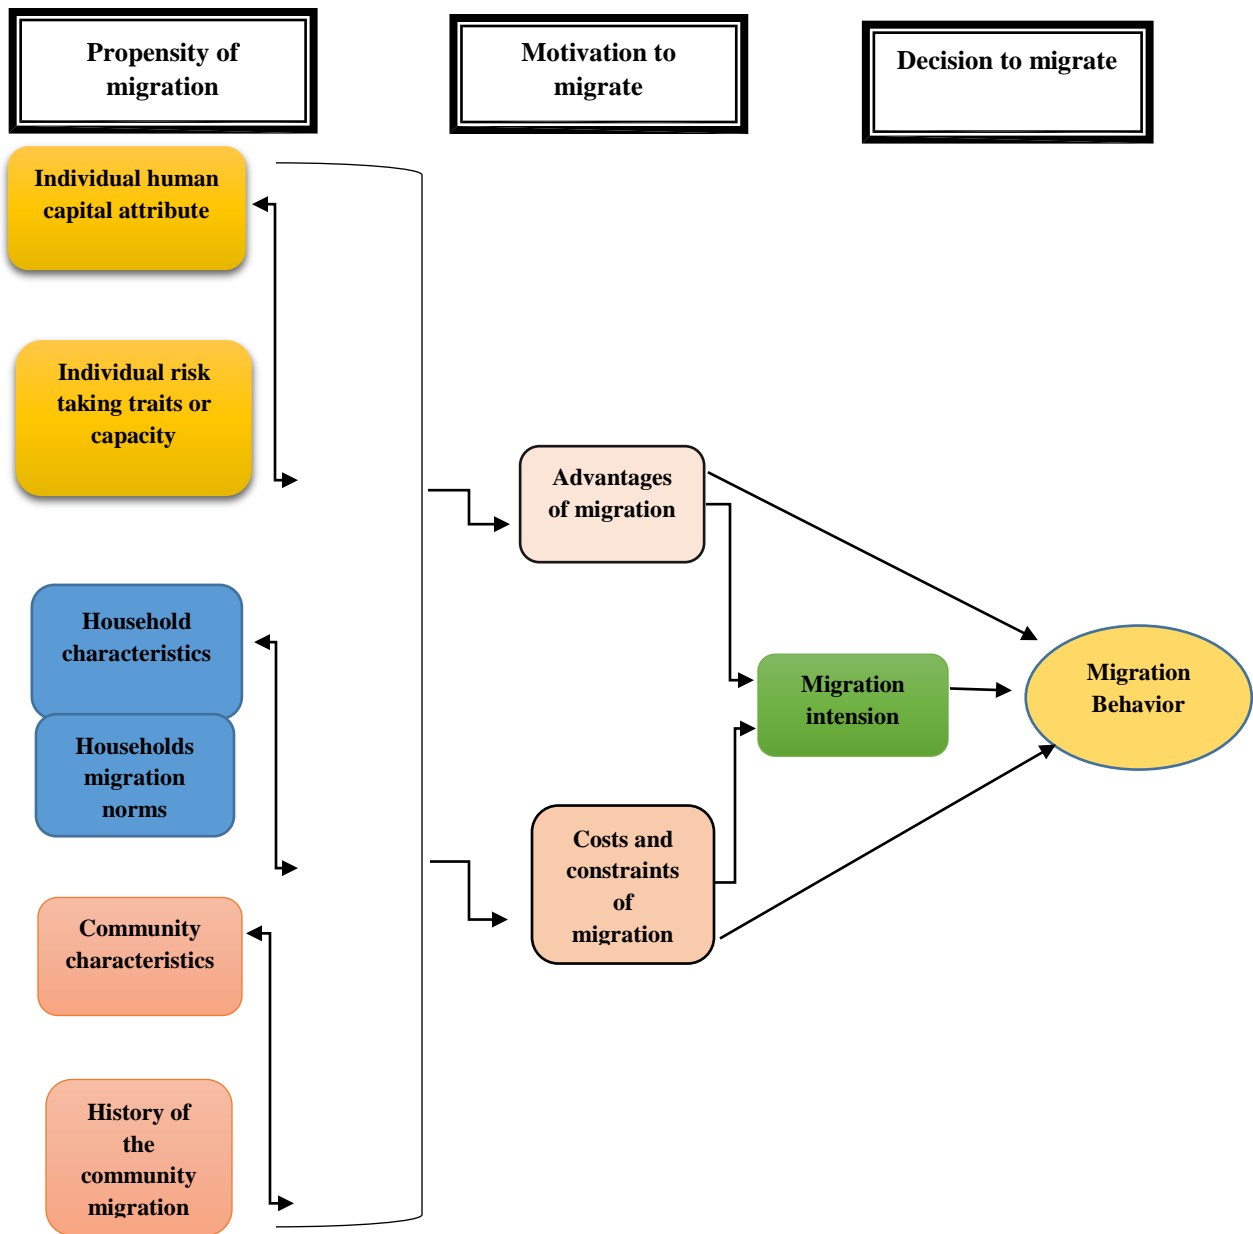 Propensity of
migration
Motivation to
migrate
Decision to migrate
Individual human
capital attribute
Individual risk
taking traits or
capacity
Household
characteristics
Households
migration
norms
Community
characteristics
History of
the
community
migration
Advantages
of migration
Costs and
constraints
of
migration
Migration
intension
Migration
Behavior